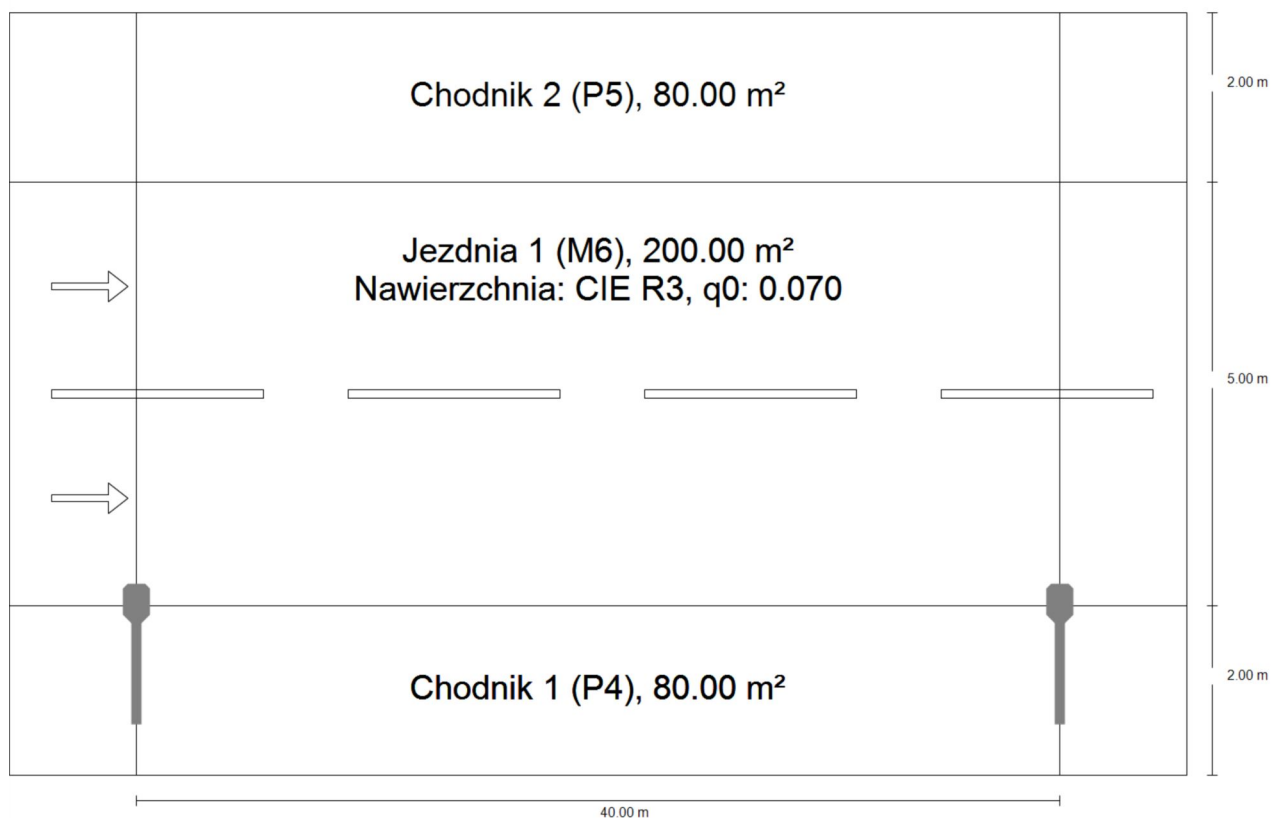 Chodnik 2 (P5), 80.00 m²
2.00 m
Jezdnia 1 (M6), 200.00 m²
Nawierzchnia: CIE R3, q0: 0.070
5.00 m
Chodnik 1 (P4), 80.00 m²
2.00 m
40.00 m